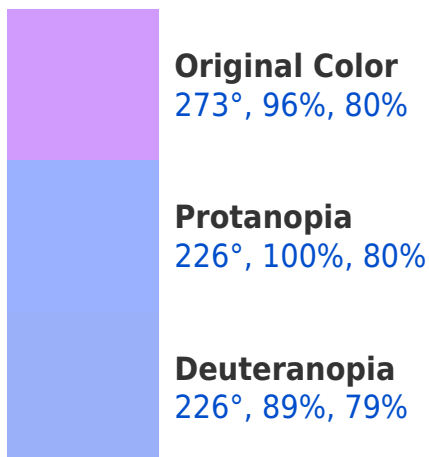 Original Color
273°, 96%, 80%
Protanopia
226°, 100%, 80%
Deuteranopia
226°, 89%, 79%